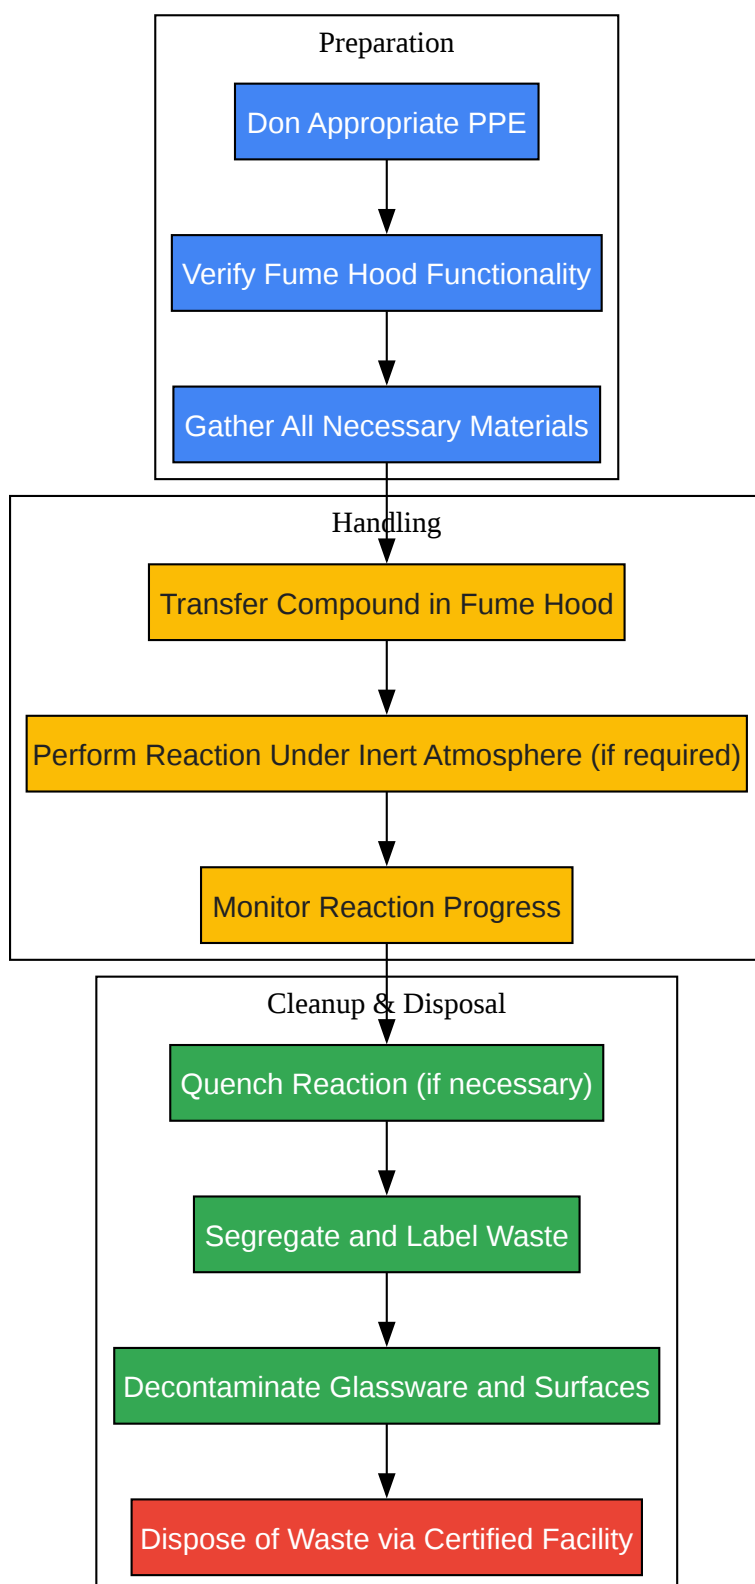 Preparation
Don Appropriate PPE
Verify Fume Hood Functionality
Gather All Necessary Materials
Handling
Transfer Compound in Fume Hood
Perform Reaction Under Inert Atmosphere (if required)
Monitor Reaction Progress
Cleanup & Disposal
Quench Reaction (if necessary)
Segregate and Label Waste
Decontaminate Glassware and Surfaces
Dispose of Waste via Certified Facility